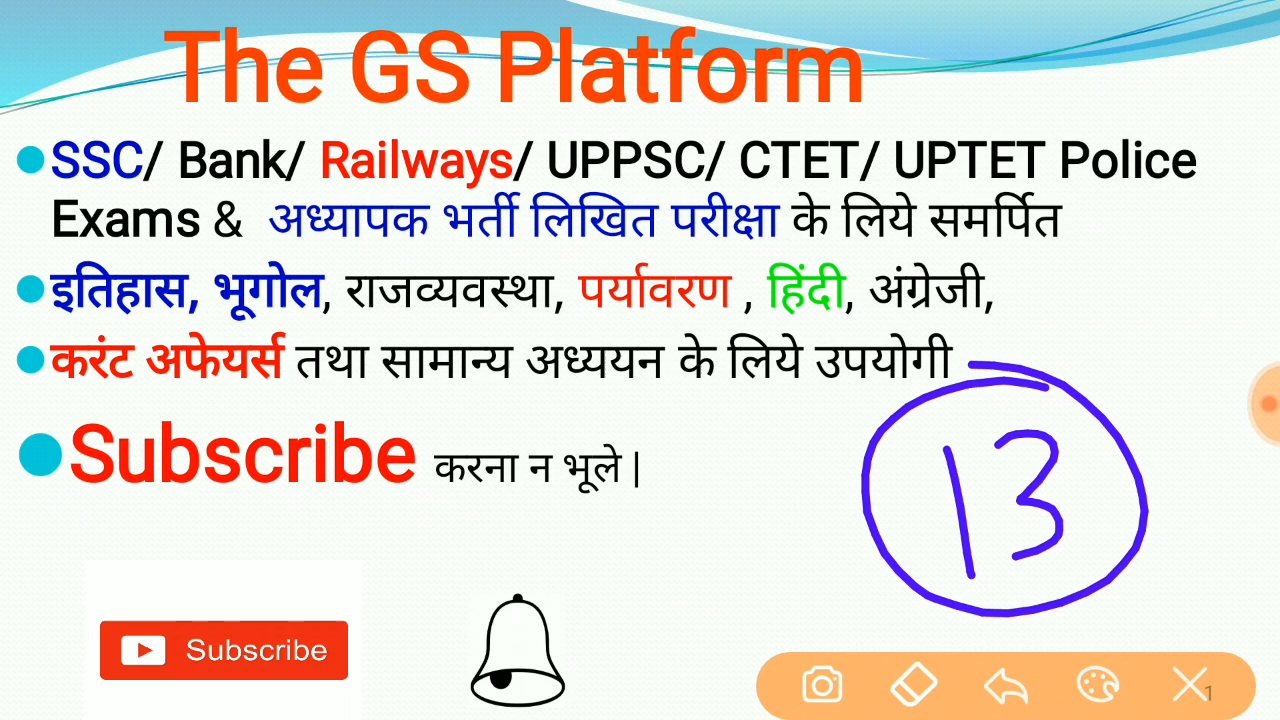 The GS Platform
SSC/ Bank/ Railways/ UPPSC/ CTET/ UPTET Police
Exams & अध्यापक भर्ती लिखित परीक्षा के लिये समर्पित
इतिहास, भूगोल, राजव्यवस्था, पर्यावरण , हिंदी, अंग्रेजी,
करंट अफेयर्स तथा सामान्य अध्ययन के लिये उपयोगी
Subscribe करना न भूले |
13
Subscribe
1